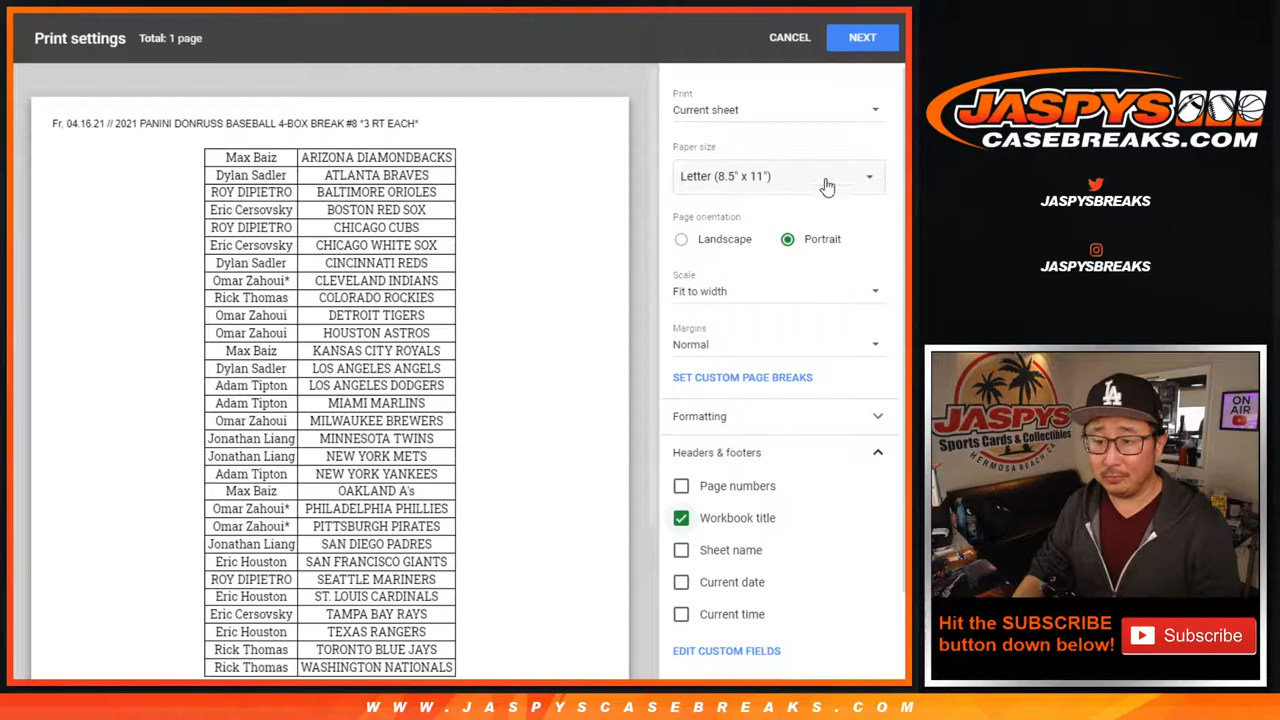 Print settings
Total: 1 page
CANCEL
NEXT
Fr, 04.16.21 // 2021 PANINI DONRUSS BASEBALL 4-BOX BREAK #8 *3 RT EACH*
Max Baiz ARIZONA DIAMONDBACKS
Dylan Sadler ATLANTA BRAVES
ROY DIPIETRO BALTIMORE ORIOLES
Eric Cersovsky BOSTON RED SOX
ROY DIPIETRO CHICAGO CUBS
Eric Cersovsky CHICAGO WHITE SOX
Dylan Sadler CINCINNATI REDS
Omar Zahoui* CLEVELAND INDIANS
Rick Thomas COLORADO ROCKIES
Omar Zahoui DETROIT TIGERS
Omar Zahoui HOUSTON ASTROS
Max Baiz KANSAS CITY ROYALS
Dylan Sadler LOS ANGELES ANGELS
Adam Tipton LOS ANGELES DODGERS
Adam Tipton MIAMI MARLINS
Omar Zahoui MILWAUKEE BREWERS
Jonathan Liang MINNESOTA TWINS
Jonathan Liang NEW YORK METS
Adam Tipton NEW YORK YANKEES
Max Baiz OAKLAND A's
Omar Zahoui* PHILADELPHIA PHILLIES
Omar Zahoui* PITTSBURGH PIRATES
Jonathan Liang SAN DIEGO PADRES
Eric Houston SAN FRANCISCO GIANTS
ROY DIPIETRO SEATTLE MARINERS
Eric Houston ST. LOUIS CARDINALS
Eric Cersovsky TAMPA BAY RAYS
Eric Houston TEXAS RANGERS
Rick Thomas TORONTO BLUE JAYS
Rick Thomas WASHINGTON NATIONALS
Print
Current sheet
Paper size
Letter (8.5" x 11")
Page orientation
Landscape
Portrait
Scale
Fit to width
Margins
Normal
SET CUSTOM PAGE BREAKS
Formatting
Headers & footers
Page numbers
Workbook title
Sheet name
Current date
Current time
EDIT CUSTOM FIELDS
JASPYS
CASEBREAKS.COM
JASPYSBREAKS
JASPYSBREAKS
JASPYS
Sports Cards & Collectibles
HERMOSA BEACH CA
LA
ON
AIR
Hit the SUBSCRIBE
button down below!
Subscribe
WWW.JASPYSCASEBREAKS.COM